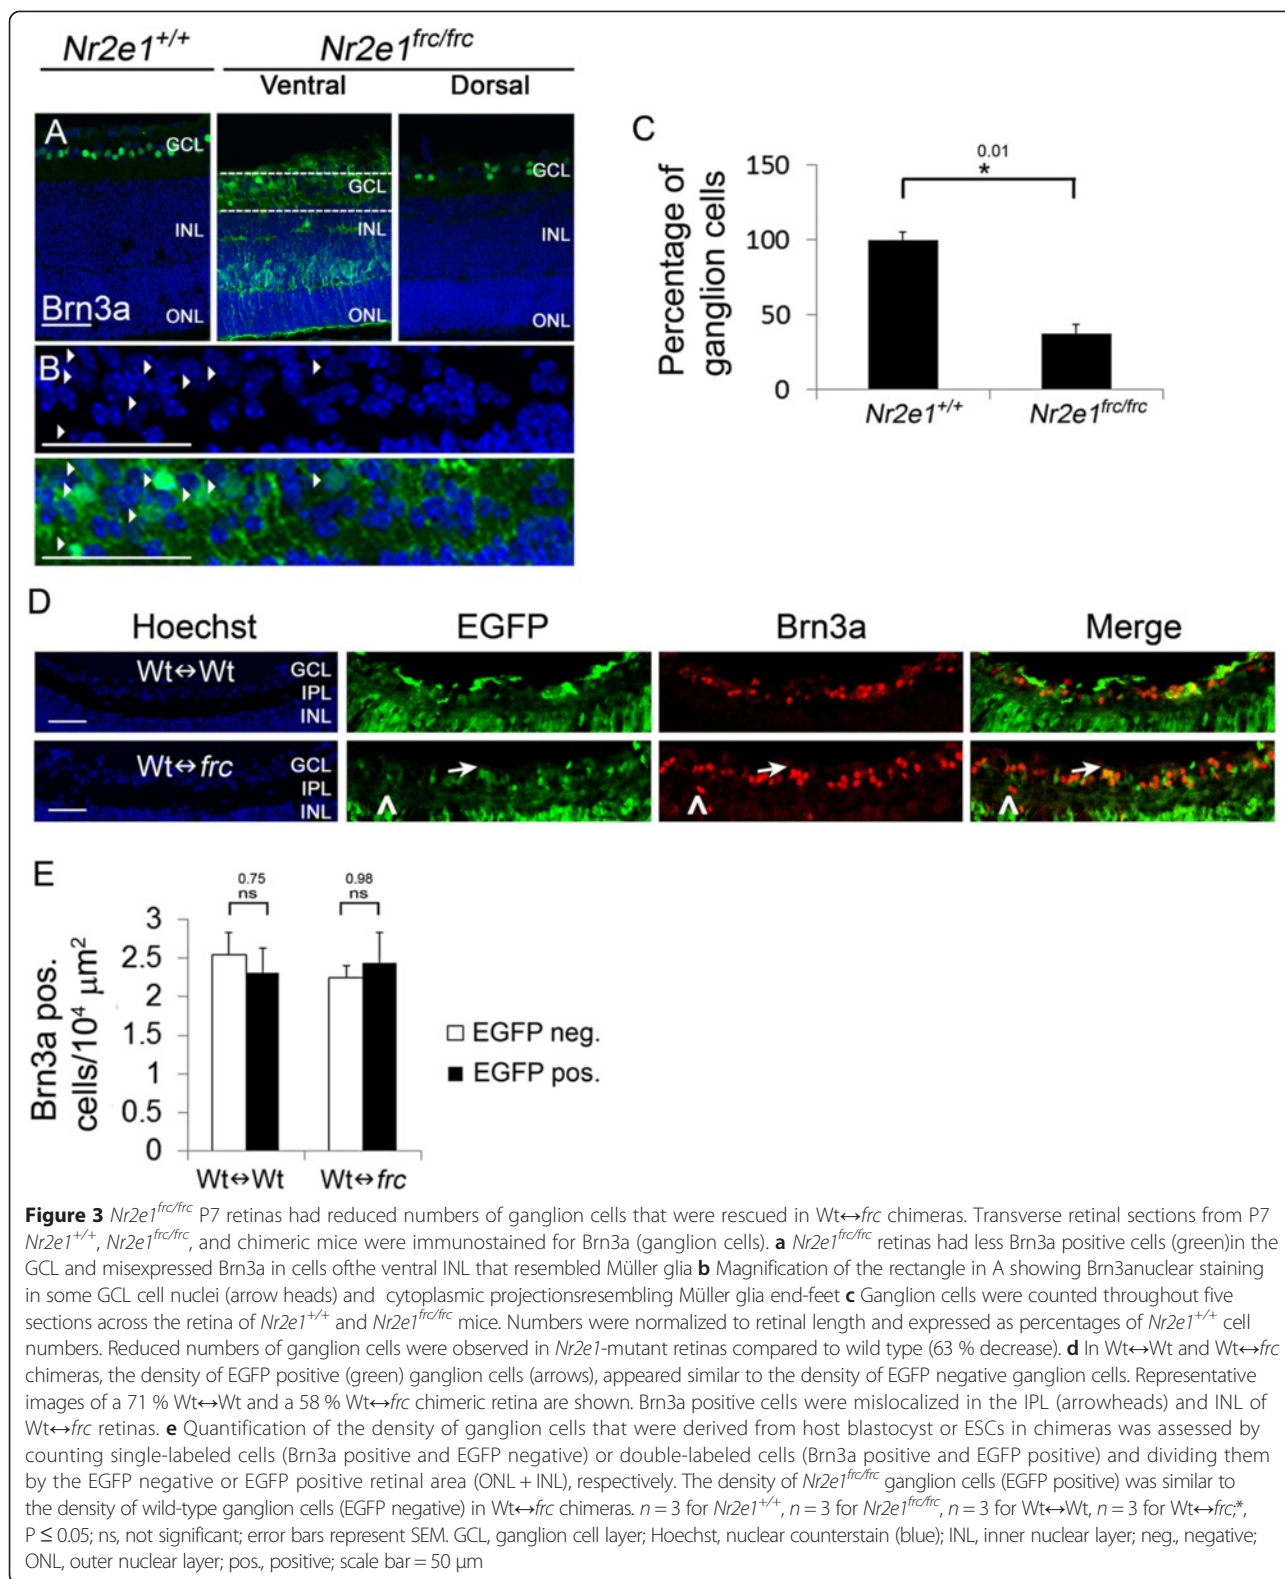 Nr2e1+/+ Nr2e1frc/frc
Ventral Dorsal
A
GCL
INL
ONL
Brn3a
GCL
INL
ONL
GCL
INL
ONL
B
C
Percentage of
ganglion cells
150
100
50
0
0.01
*
Nr2e1+/+ Nr2e1frc/frc
D
Hoechst EGFP Brn3a Merge
Wt↔Wt
GCL
IPL
INL
Wt↔frc
GCL
IPL
INL
E
Brn3a pos.
cells/10⁴ µm²
3
2.5
2
1.5
1
0.5
0
0.75
ns
0.98
ns
Wt↔Wt Wt↔frc
EGFP neg.
EGFP pos.
Figure 3 Nr2e1frc/frc P7 retinas had reduced numbers of ganglion cells that were rescued in Wt↔frc chimeras. Transverse retinal sections from P7
Nr2e1+/+, Nr2e1frc/frc, and chimeric mice were immunostained for Brn3a (ganglion cells). a Nr2e1frc/frc retinas had less Brn3a positive cells (green)in the
GCL and misexpressed Brn3a in cells ofthe ventral INL that resembled Müller glia b Magnification of the rectangle in A showing Brn3anuclear staining
in some GCL cell nuclei (arrow heads) and cytoplasmic projectionsresembling Müller glia end-feet c Ganglion cells were counted throughout five
sections across the retina of Nr2e1+/+ and Nr2e1frc/frc mice. Numbers were normalized to retinal length and expressed as percentages of Nr2e1+/+ cell
numbers. Reduced numbers of ganglion cells were observed in Nr2e1-mutant retinas compared to wild type (63 % decrease). d In Wt↔Wt and Wt↔frc
chimeras, the density of EGFP positive (green) ganglion cells (arrows), appeared similar to the density of EGFP negative ganglion cells. Representative
images of a 71 % Wt↔Wt and a 58 % Wt↔frc chimeric retina are shown. Brn3a positive cells were mislocalized in the IPL (arrowheads) and INL of
Wt↔frc retinas. e Quantification of the density of ganglion cells that were derived from host blastocyst or ESCs in chimeras was assessed by
counting single-labeled cells (Brn3a positive and EGFP negative) or double-labeled cells (Brn3a positive and EGFP positive) and dividing them
by the EGFP negative or EGFP positive retinal area (ONL + INL), respectively. The density of Nr2e1frc/frc ganglion cells (EGFP positive) was similar to
the density of wild-type ganglion cells (EGFP negative) in Wt↔frc chimeras. n = 3 for Nr2e1+/+, n = 3 for Nr2e1frc/frc, n = 3 for Wt↔Wt, n = 3 for Wt↔frc;*,
P ≤ 0.05; ns, not significant; error bars represent SEM. GCL, ganglion cell layer; Hoechst, nuclear counterstain (blue); INL, inner nuclear layer; neg., negative;
ONL, outer nuclear layer; pos., positive; scale bar = 50 µm